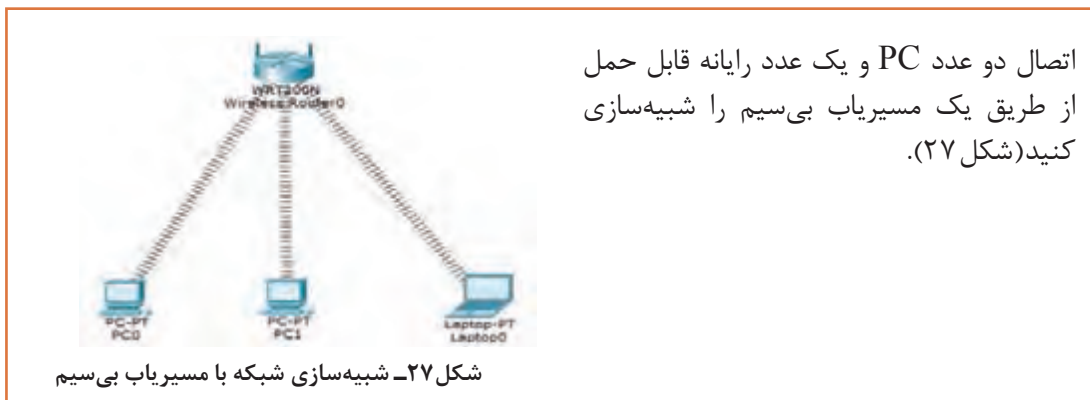 اتصال دو عدد PC و یک عدد رایانه قابل حمل
از طریق یک مسیریاب بی‌سیم را شبیه‌سازی
کنید(شکل ۲۷).
WRT300N
Wireless Router0
PC-PT
PC0
PC-PT
PC1
Laptop-PT
Laptop0
شکل ۲۷ــ شبیه‌سازی شبکه با مسیریاب بی‌سیم